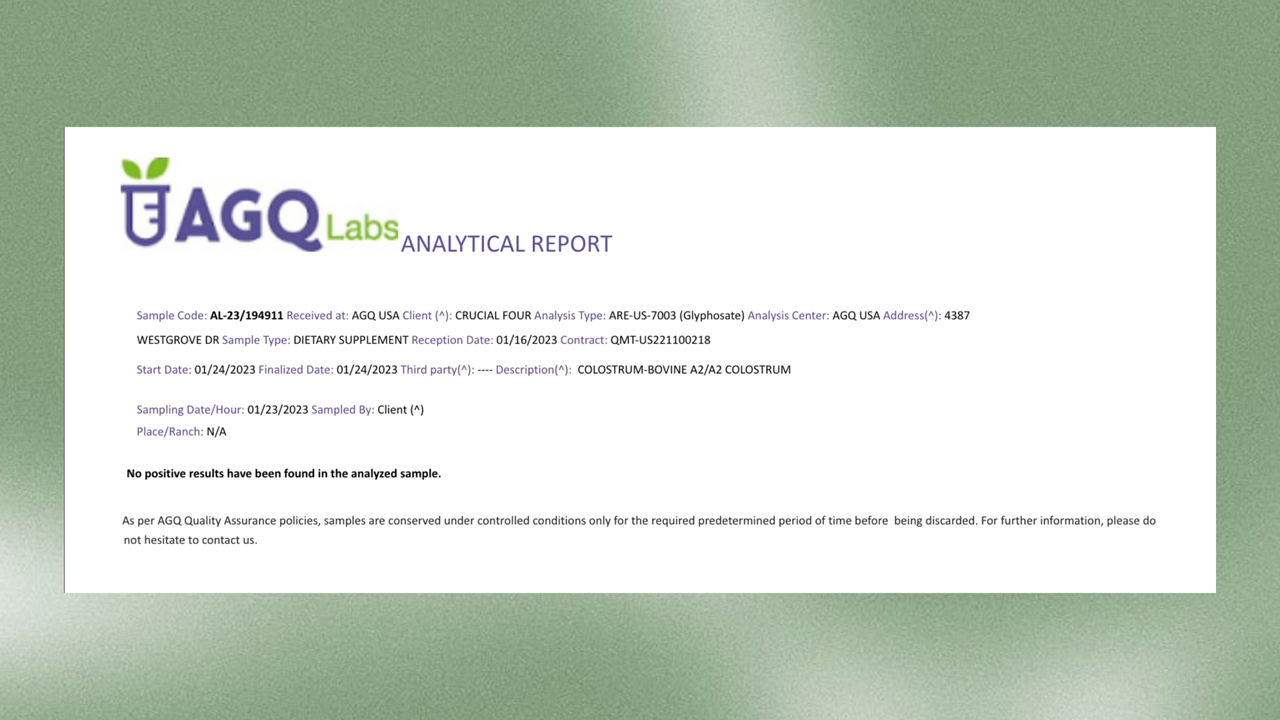 AGQ Labs ANALYTICAL REPORT
Sample Code: AL-23/194911 Received at: AGQ USA Client (^): CRUCIAL FOUR Analysis Type: ARE-US-7003 (Glyphosate) Analysis Center: AGQ USA Address(^): 4387
WESTGROVE DR Sample Type: DIETARY SUPPLEMENT Reception Date: 01/16/2023 Contract: QMT-US221100218
Start Date: 01/24/2023 Finalized Date: 01/24/2023 Third party(^): ---- Description(^): COLOSTRUM-BOVINE A2/A2 COLOSTRUM
Sampling Date/Hour: 01/23/2023 Sampled By: Client (^)
Place/Ranch: N/A
No positive results have been found in the analyzed sample.
As per AGQ Quality Assurance policies, samples are conserved under controlled conditions only for the required predetermined period of time before being discarded. For further information, please do
not hesitate to contact us.